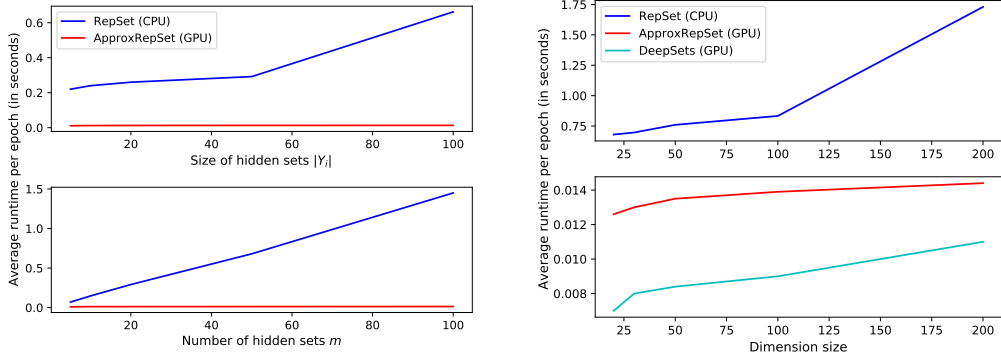 Average runtime per epoch (in seconds)
RepSet (CPU)
ApproxRepSet (GPU)
0.6
0.4
0.2
0.0
20 40 60 80 100
Size of hidden sets |Y_i|
1.5
1.0
0.5
0.0
20 40 60 80 100
Number of hidden sets m
Average runtime per epoch (in seconds)
RepSet (CPU)
ApproxRepSet (GPU)
DeepSets (GPU)
1.75
1.50
1.25
1.00
0.75
25 50 75 100 125 150 175 200
0.014
0.012
0.010
0.008
25 50 75 100 125 150 175 200
Dimension size